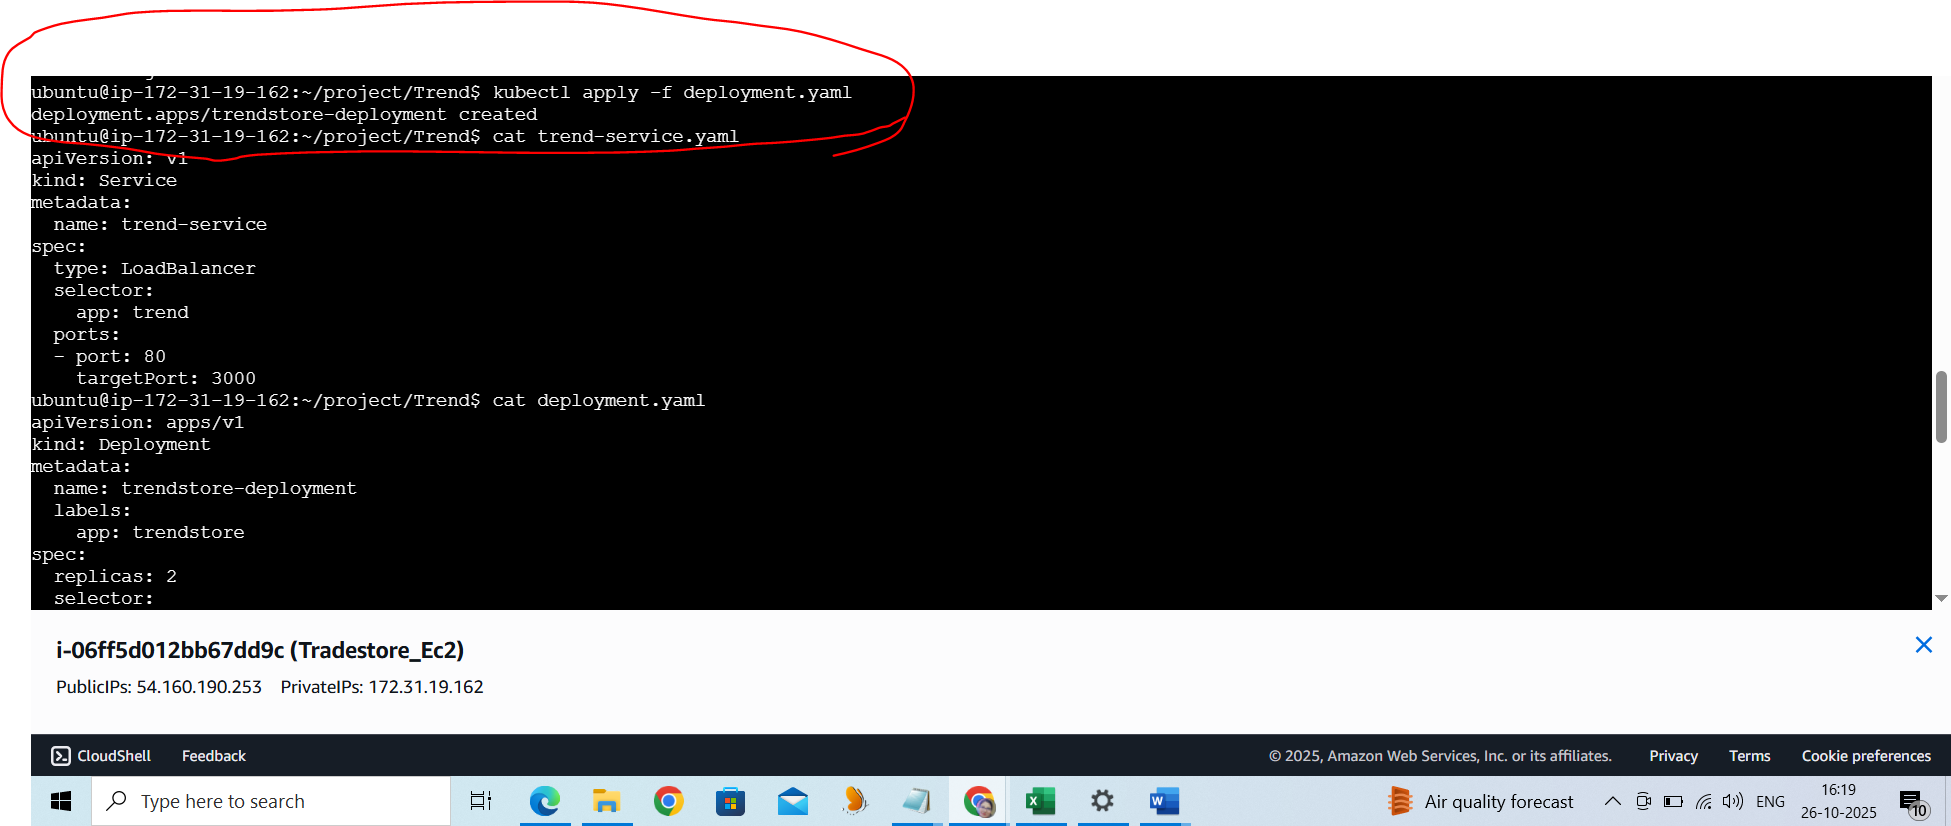 ubuntu@ip-172-31-19-162:~/project/Trend$ kubectl apply -f deployment.yaml
deployment.apps/trendstore-deployment created
ubuntu@ip-172-31-19-162:~/project/Trend$ cat trend-service.yaml
apiVersion: v1
kind: Service
metadata:
  name: trend-service
spec:
  type: LoadBalancer
  selector:
    app: trend
  ports:
  - port: 80
    targetPort: 3000
ubuntu@ip-172-31-19-162:~/project/Trend$ cat deployment.yaml
apiVersion: apps/v1
kind: Deployment
metadata:
  name: trendstore-deployment
  labels:
    app: trendstore
spec:
  replicas: 2
  selector:
i-06ff5d012bb67dd9c (Tradestore_Ec2)
PublicIPs: 54.160.190.253 PrivateIPs: 172.31.19.162
CloudShell Feedback © 2025, Amazon Web Services, Inc. or its affiliates. Privacy Terms Cookie preferences
Type here to search Air quality forecast ENG 16:19
26-10-2025 10